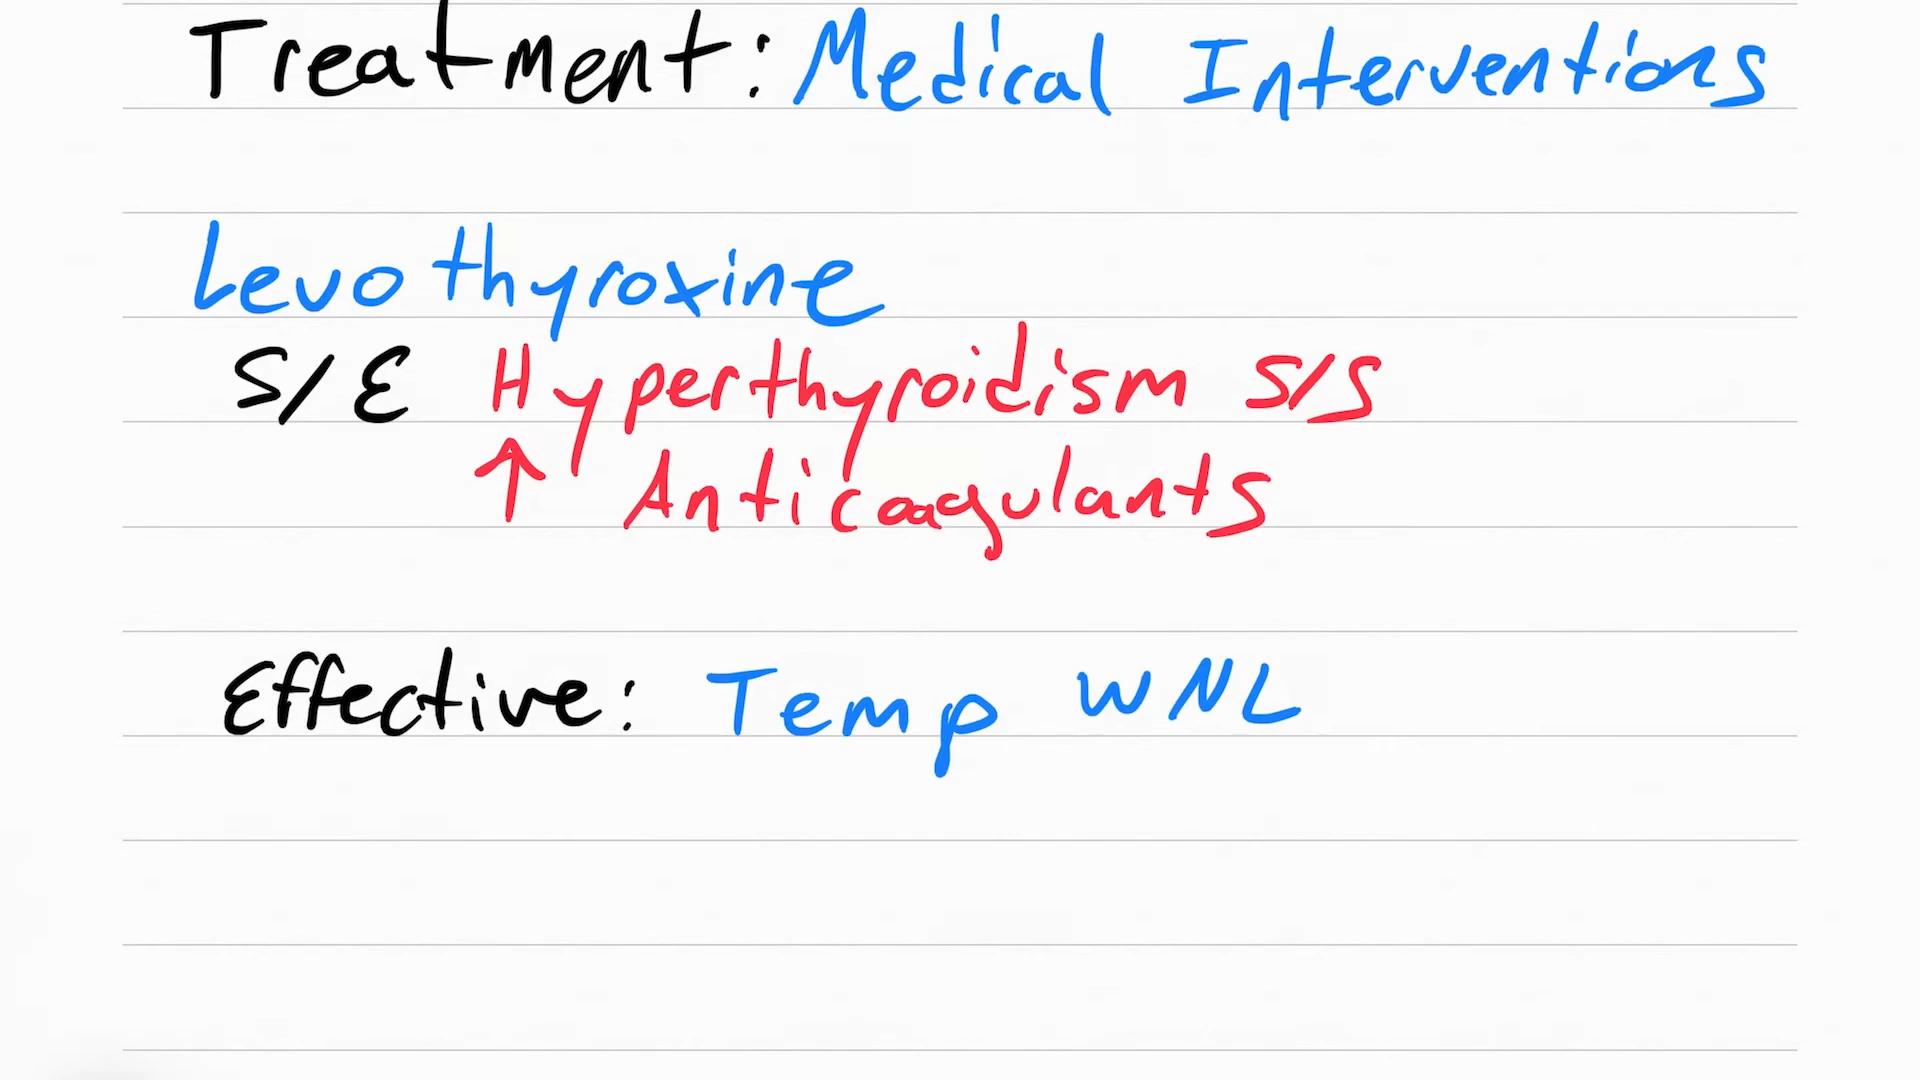 Treatment: Medical Interventions
Levothyroxine
S/E Hyperthyroidism S/S
↑ Anticoagulants
Effective: Temp WNL